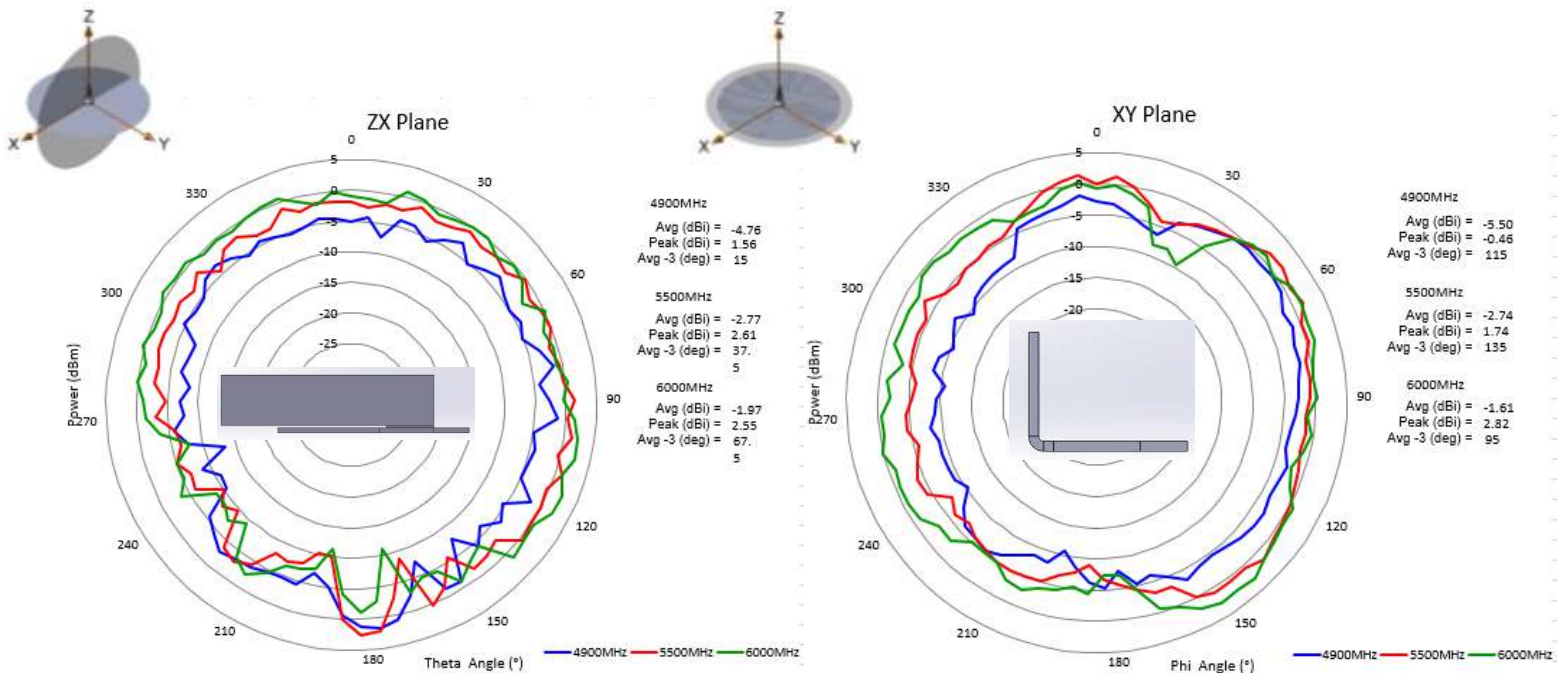 Z
X
Y
ZX Plane
0
30
60
90
120
150
180
210
240
270
300
330
5
0
-5
-10
-15
-20
-25
Power (dBm)
Theta Angle (°)
4900MHz
5500MHz
6000MHz
4900MHz
Avg (dBi) = -4.76
Peak (dBi) = 1.56
Avg -3 (deg) = 15
5500MHz
Avg (dBi) = -2.77
Peak (dBi) = 2.61
Avg -3 (deg) = 37.
5
6000MHz
Avg (dBi) = -1.97
Peak (dBi) = 2.55
Avg -3 (deg) = 67.
5
Z
X
Y
XY Plane
0
30
60
90
120
150
180
210
240
270
300
330
5
0
-5
-10
-15
-20
Power (dBm)
Phi Angle (°)
4900MHz
5500MHz
6000MHz
4900MHz
Avg (dBi) = -5.50
Peak (dBi) = -0.46
Avg -3 (deg) = 115
5500MHz
Avg (dBi) = -2.74
Peak (dBi) = 1.74
Avg -3 (deg) = 135
6000MHz
Avg (dBi) = -1.61
Peak (dBi) = 2.82
Avg -3 (deg) = 95